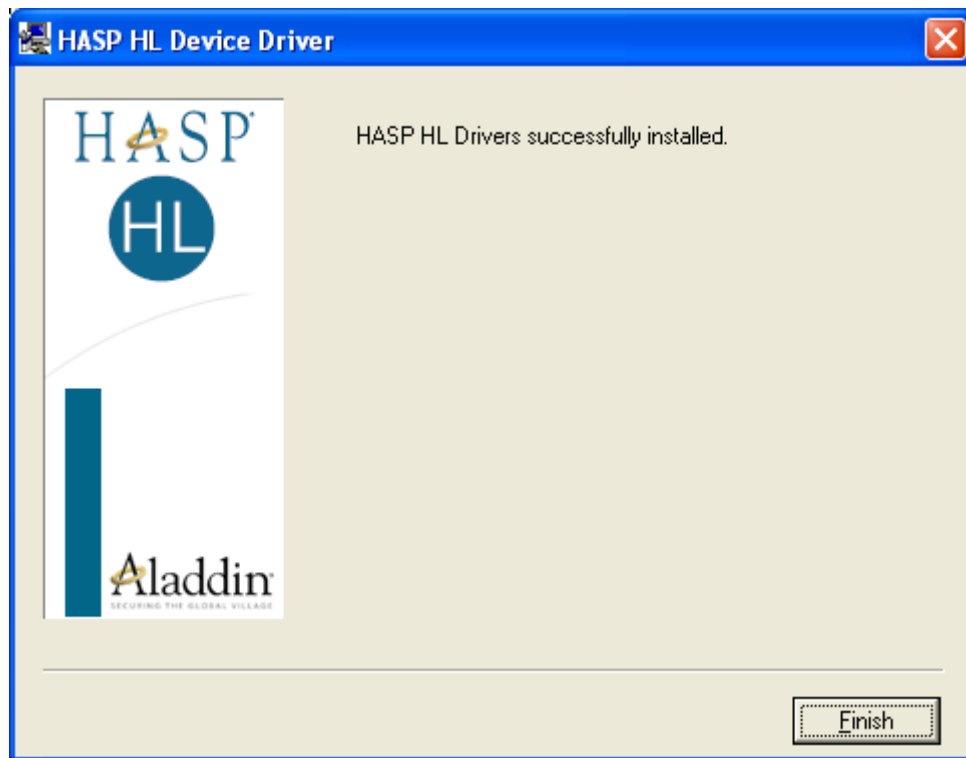 HASP HL Device Driver
HASP
HL
HASP HL Drivers successfully installed.
Aladdin
SECURING THE GLOBAL VILLAGE
Finish